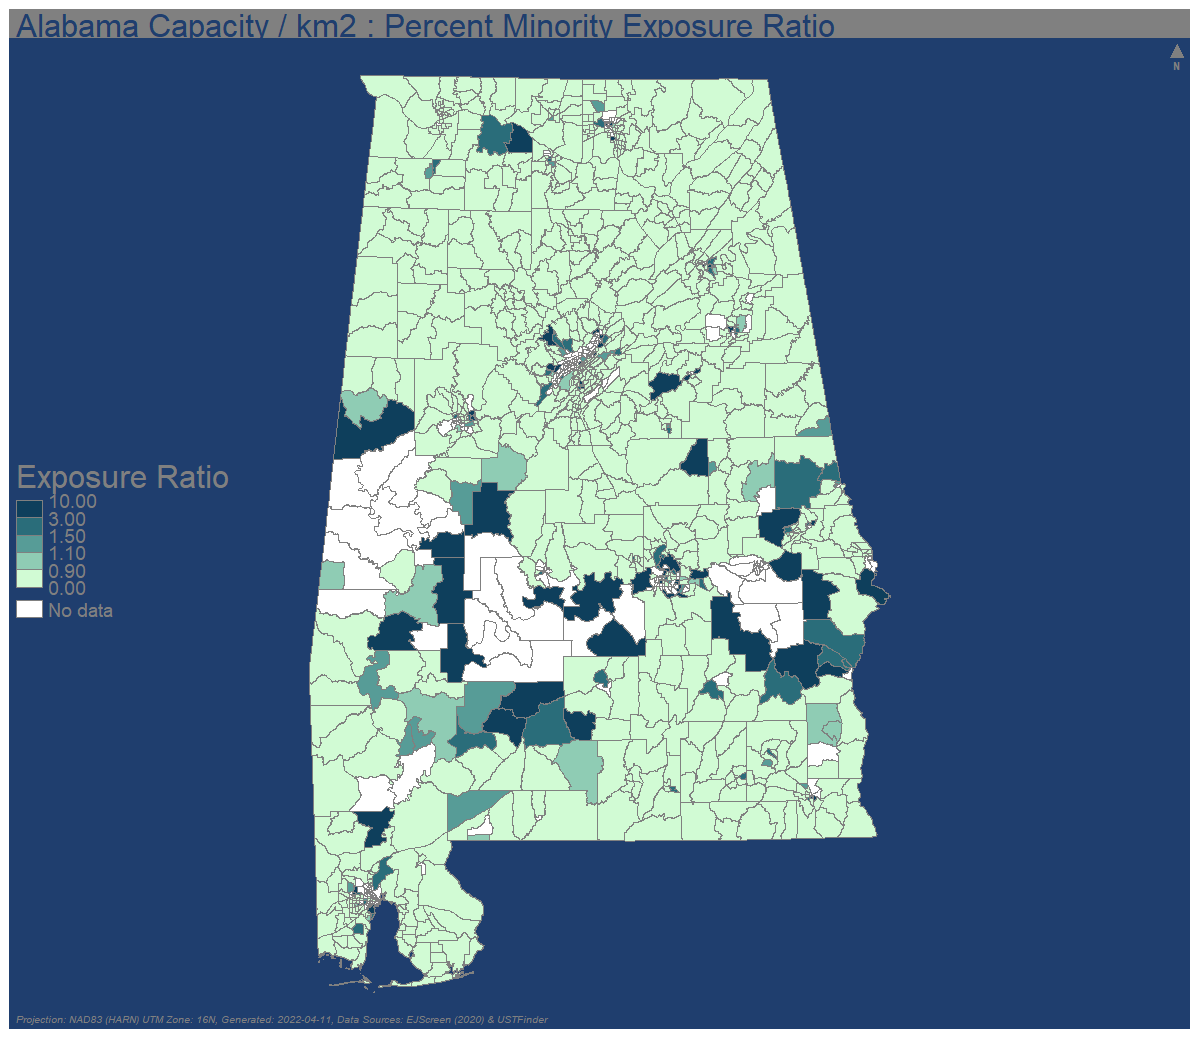 Alabama Capacity / km2 : Percent Minority Exposure Ratio
N
Exposure Ratio
10.00
3.00
1.50
1.10
0.90
0.00
No data
Projection: NAD83 (HARN) UTM Zone: 16N, Generated: 2022-04-11, Data Sources: EJScreen (2020) & USTFinder